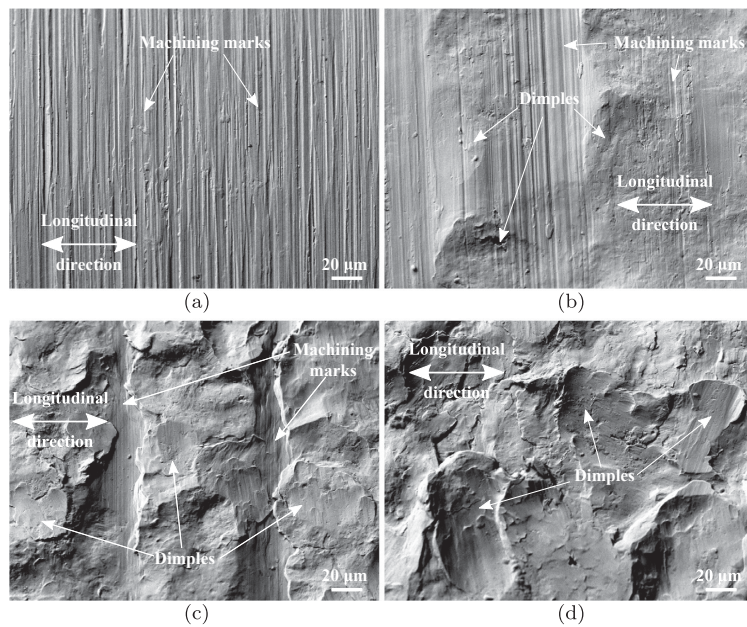 Machining marks
Longitudinal
direction
20 µm
(a)
Machining marks
Dimples
Longitudinal
direction
20 µm
(b)
Machining
marks
Longitudinal
direction
Dimples
20 µm
(c)
Longitudinal
direction
Dimples
20 µm
(d)